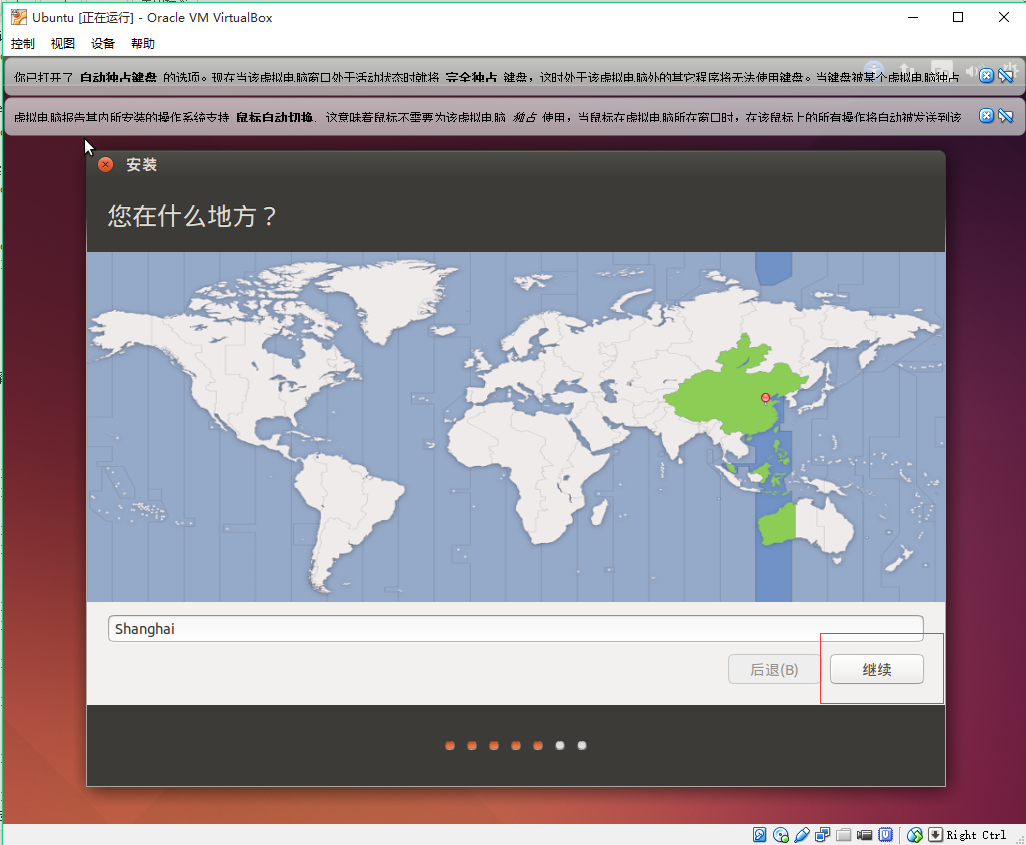 Ubuntu [正在运行] - Oracle VM VirtualBox
控制 视图 设备 帮助
你已打开了 自动独占键盘 的选项。现在当该虚拟电脑窗口处于活动状态时就将 完全独占 键盘，这时处于该虚拟电脑外的其它程序将无法使用键盘。当键盘被某个虚拟电脑独占
虚拟电脑报告其内所安装的操作系统支持 鼠标自动切换. 这意味着鼠标不需要为该虚拟电脑 独占 使用，当鼠标在虚拟电脑所在窗口时，在该鼠标上的所有操作将自动被发送到该
安装
您在什么地方？
Shanghai
后退(B) 继续
Right Ctrl